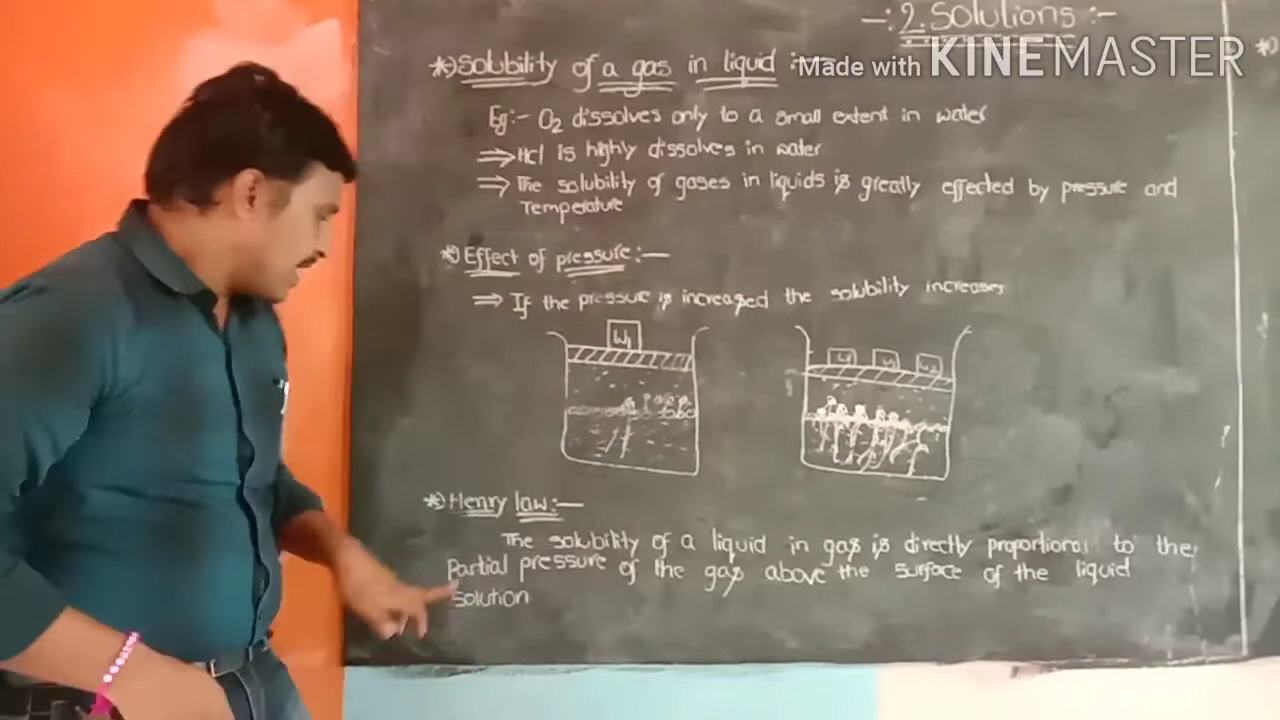 -: 2. Solutions :-
Made with KINEMASTER
*) Solubility of a gas in liquid :-
Eg:- O2 dissolves only to a small extent in water
⇒ HCl is highly dissolves in water
⇒ The solubility of gases in liquids is greatly effected by pressure and
Temperature
*) Effect of pressure :-
⇒ If the pressure is increased the solubility increases
W1
*) Henry law :-
The solubility of a liquid in gas is directly proportional to the
Partial pressure of the gas above the surface of the liquid
Solution